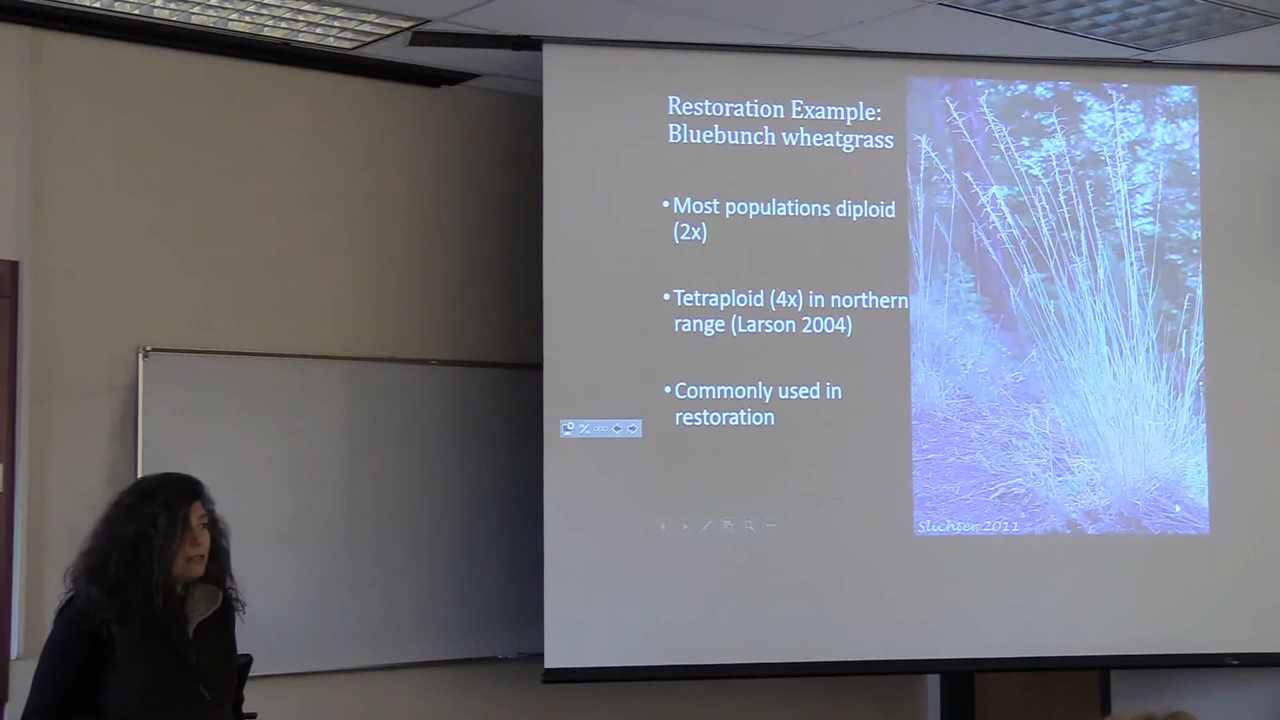 Restoration Example:
Bluebunch wheatgrass
• Most populations diploid
(2x)
• Tetraploid (4x) in northern
range (Larson 2004)
• Commonly used in
restoration
Slichter 2011